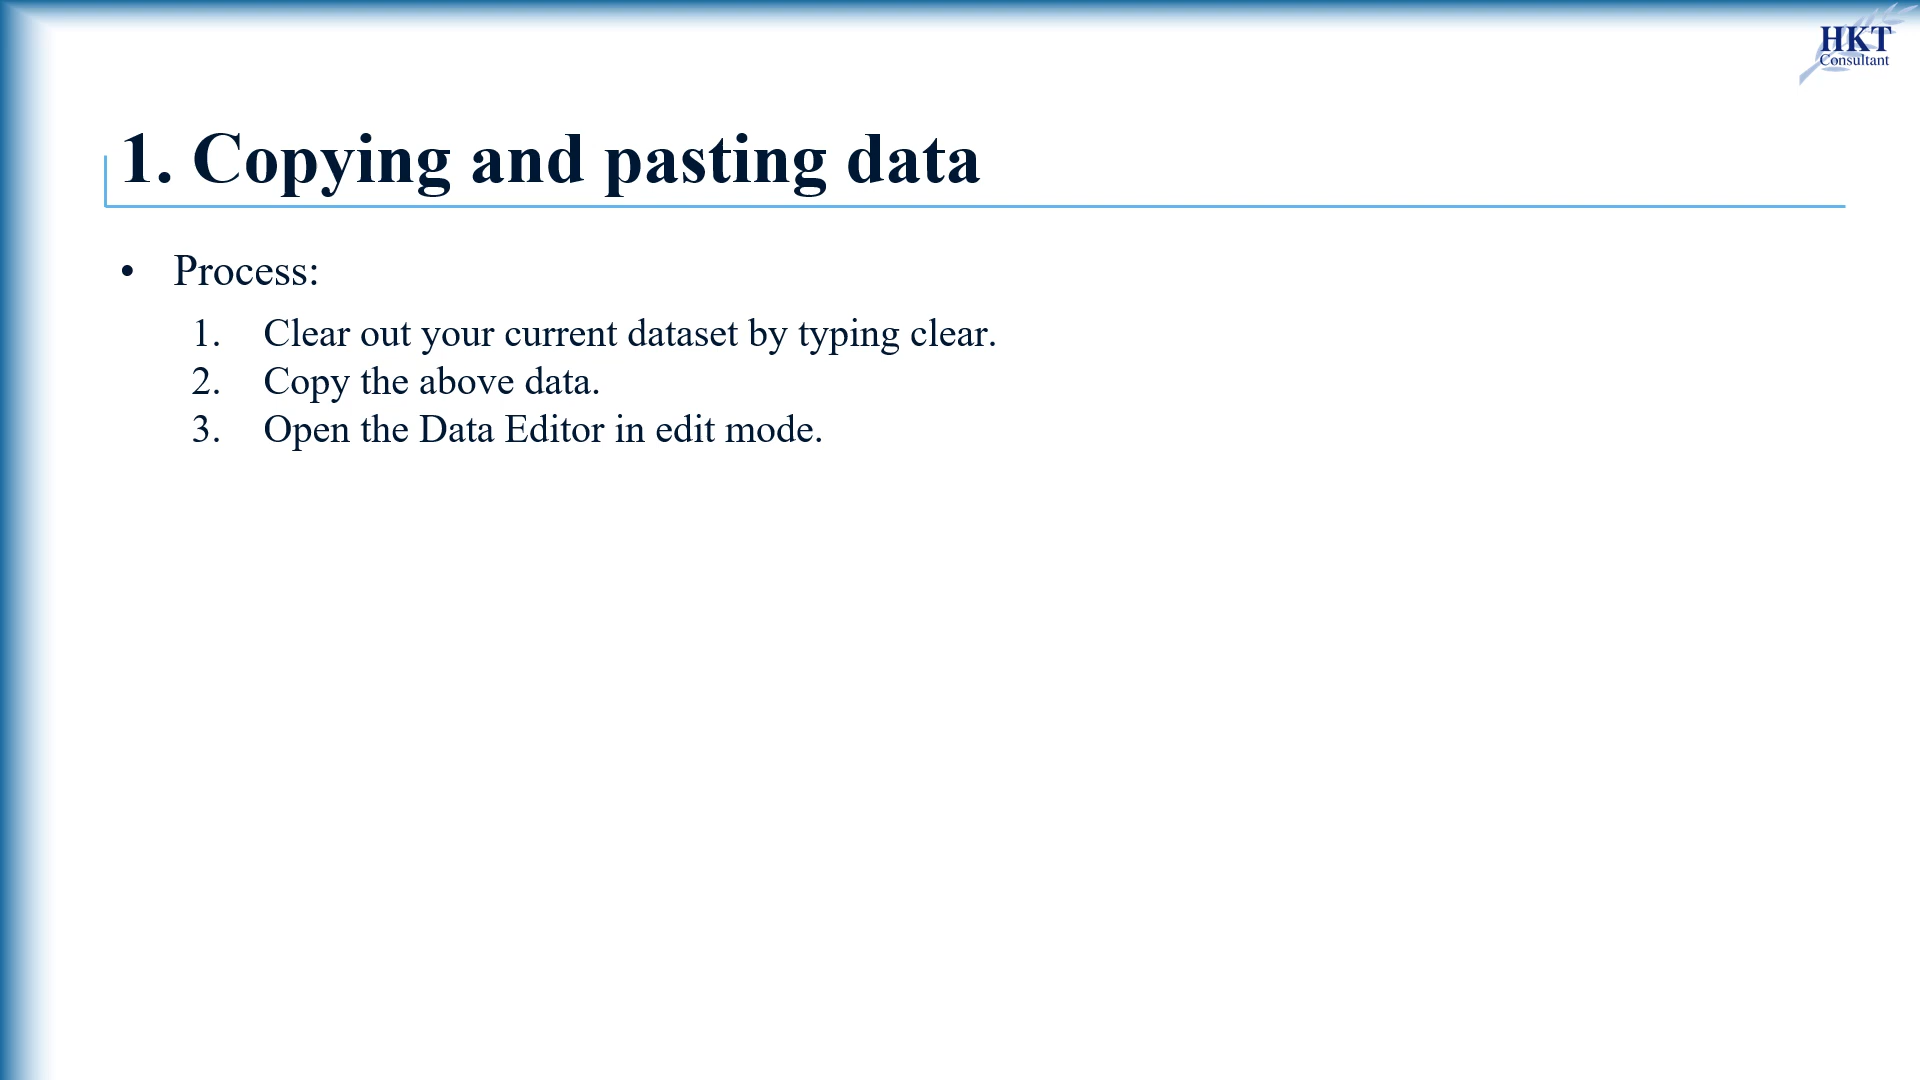 HKT
Consultant
1. Copying and pasting data
• Process:
1. Clear out your current dataset by typing clear.
2. Copy the above data.
3. Open the Data Editor in edit mode.